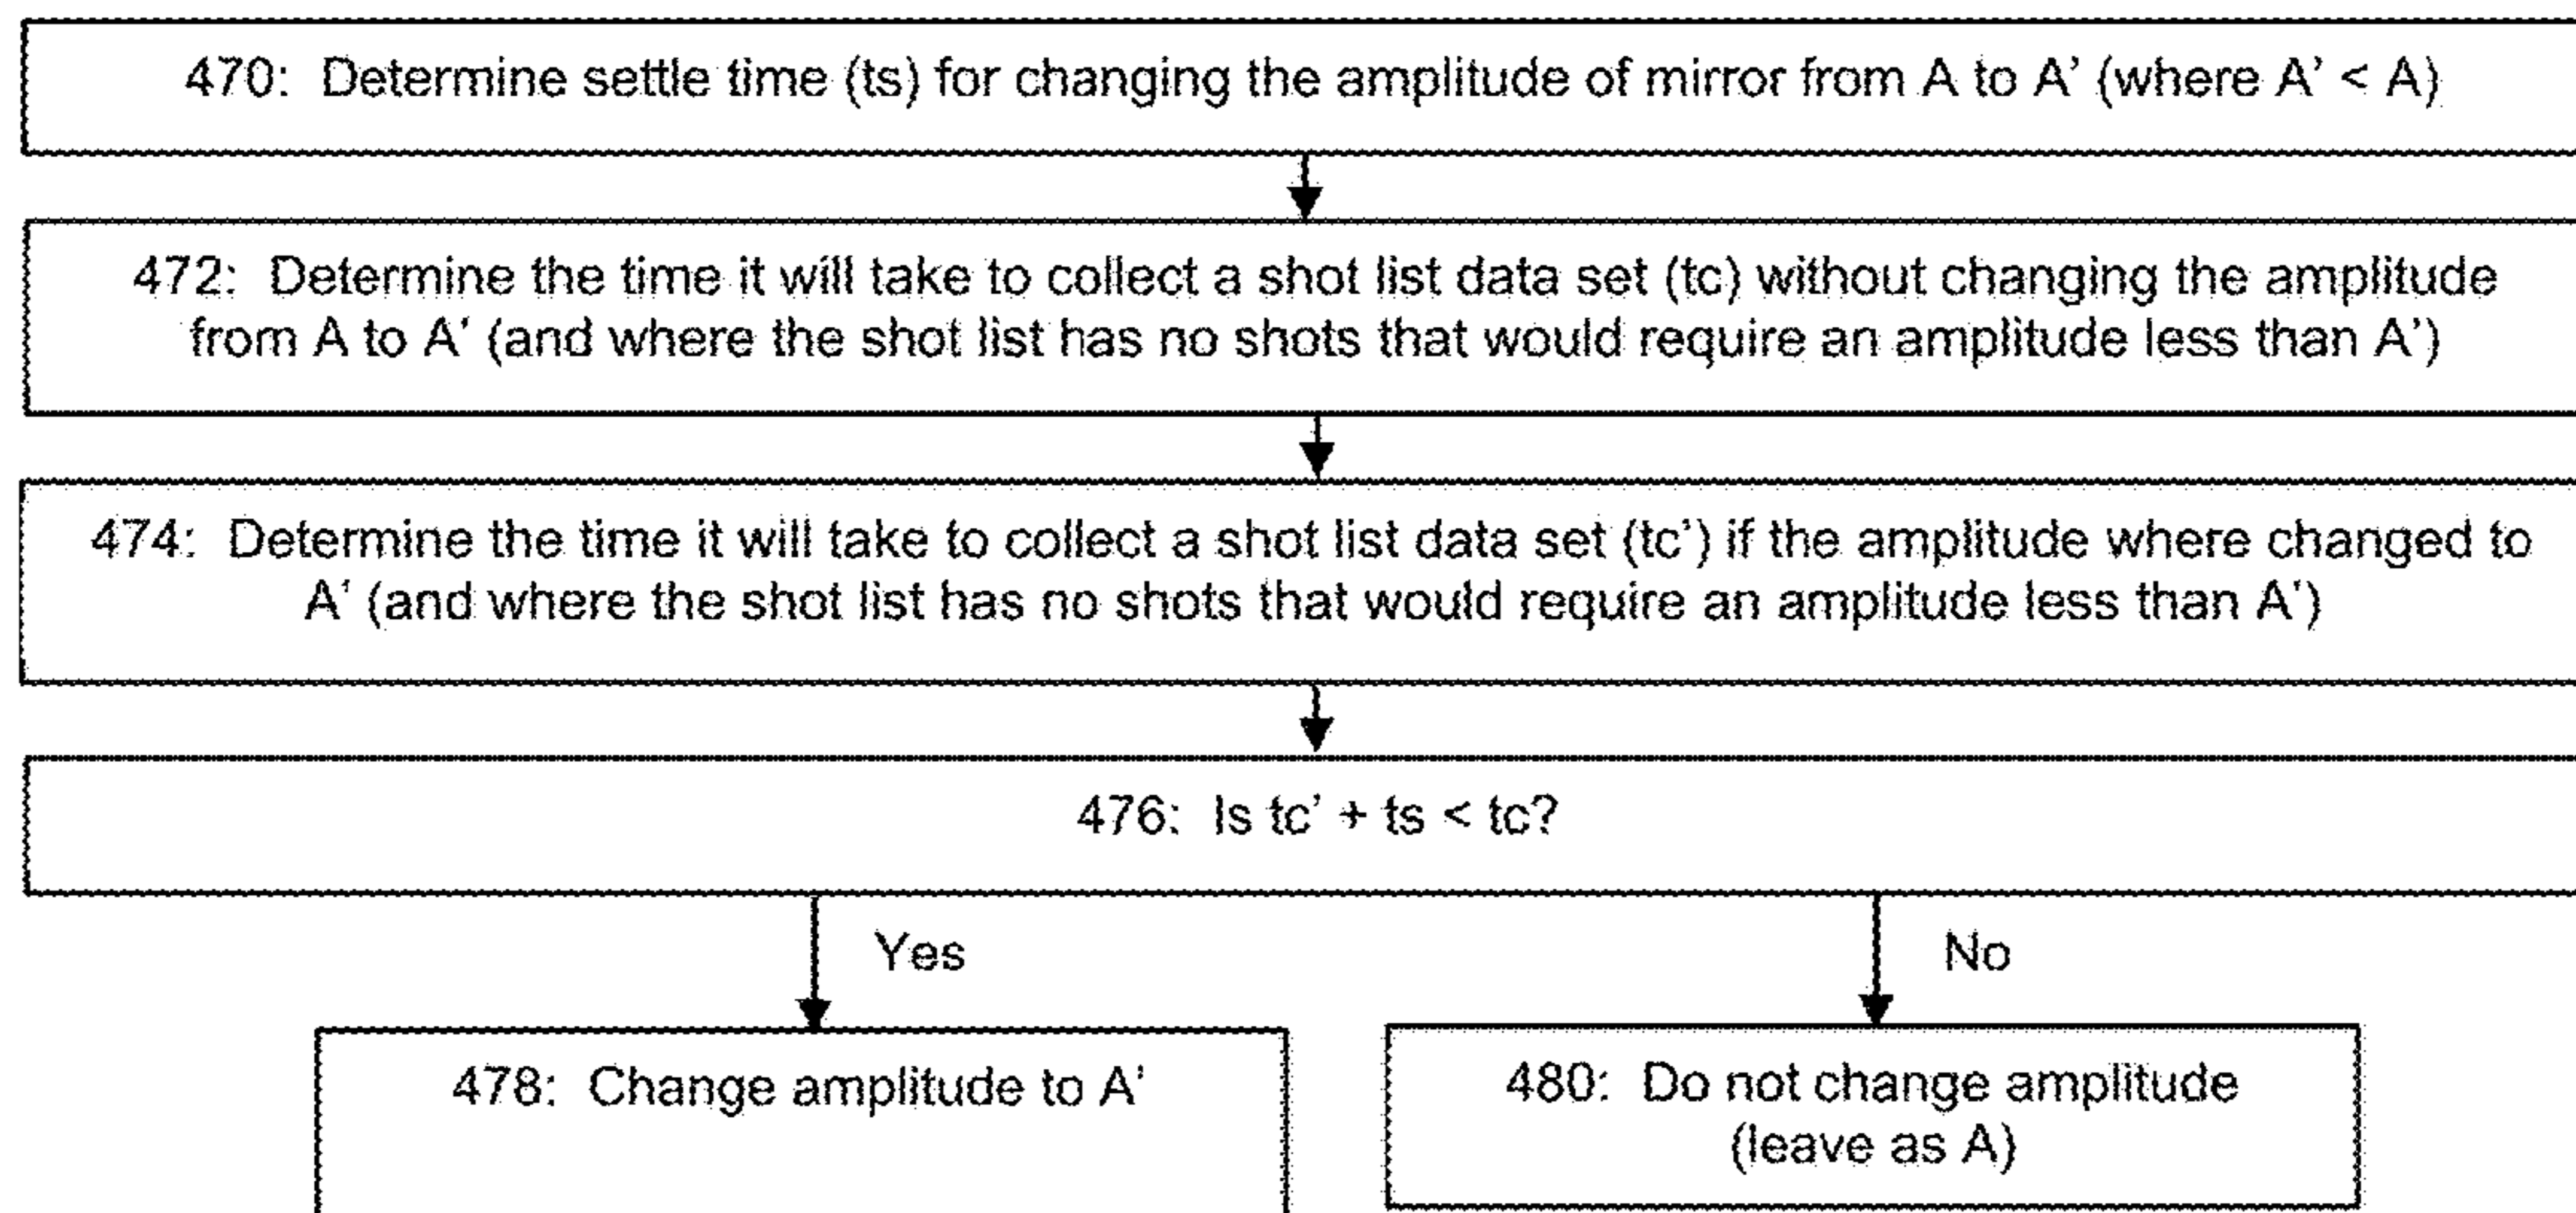 470: Determine settle time (ts) for changing the amplitude of mirror from A to A' (where A' < A)
472: Determine the time it will take to collect a shot list data set (tc) without changing the amplitude
from A to A' (and where the shot list has no shots that would require an amplitude less than A')
474: Determine the time it will take to collect a shot list data set (tc') if the amplitude where changed to
A' (and where the shot list has no shots that would require an amplitude less than A')
476: Is tc' + ts < tc?
Yes
No
478: Change amplitude to A'
480: Do not change amplitude
(leave as A)